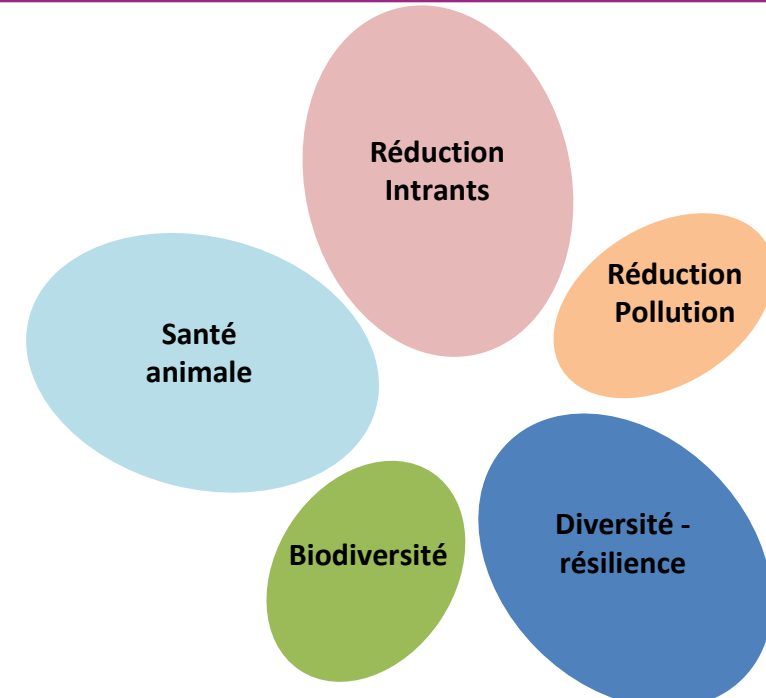 Réduction
Intrants
Réduction
Pollution
Santé
animale
Diversité -
résilience
Biodiversité